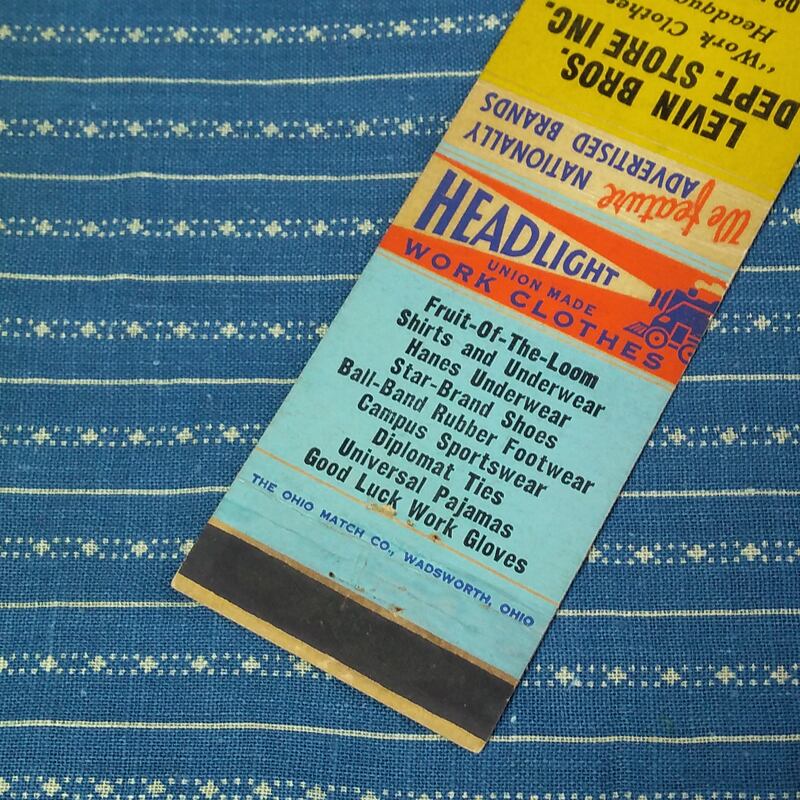 "Work Clothes
Headqua
LEVIN BROS.
DEPT. STORE INC.
We feature NATIONALLY
ADVERTISED BRANDS
HEADLIGHT
UNION MADE
WORK CLOTHES
Fruit-Of-The-Loom
Shirts and Underwear
Hanes Underwear
Star-Brand Shoes
Ball-Band Rubber Footwear
Campus Sportswear
Diplomat Ties
Universal Pajamas
Good Luck Work Gloves
THE OHIO MATCH CO., WADSWORTH, OHIO